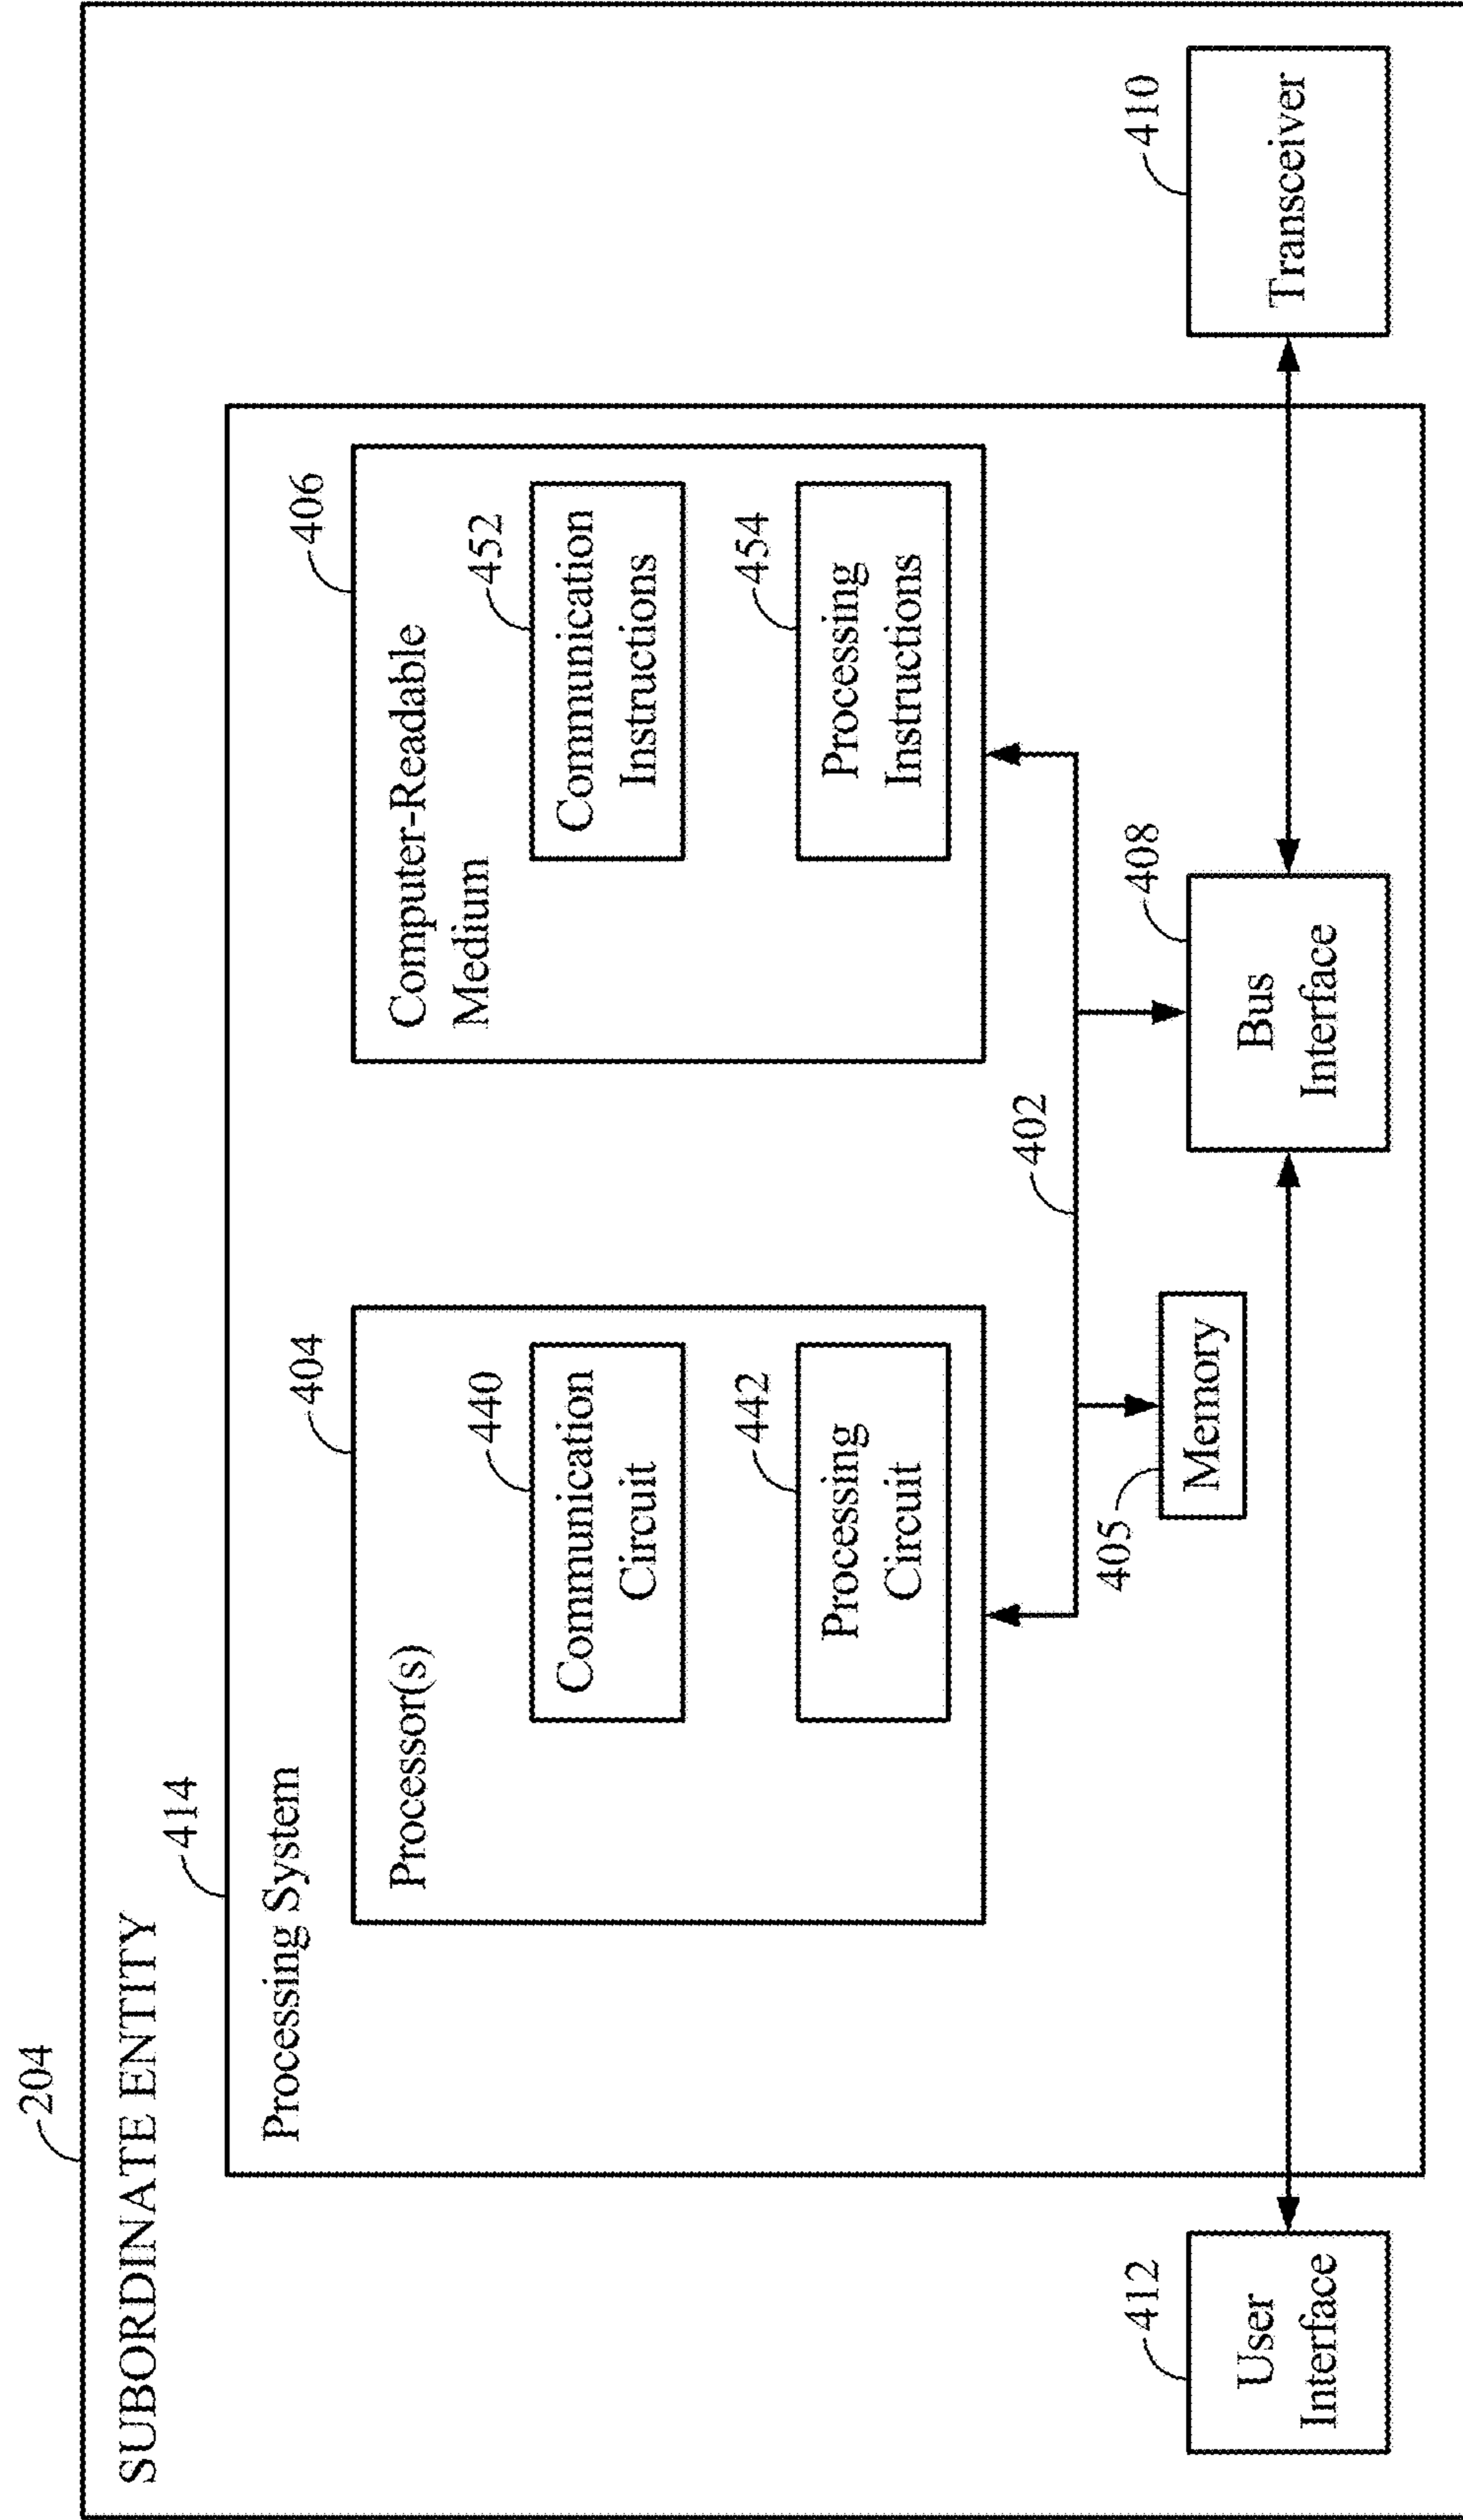 204
SUBORDINATE ENTITY
414
Processing System
404
Processor(s)
440
Communication
Circuit
442
Processing
Circuit
406
Computer-Readable
Medium
452
Communication
Instructions
454
Processing
Instructions
402
405
Memory
412
User
Interface
408
Bus
Interface
410
Transceiver